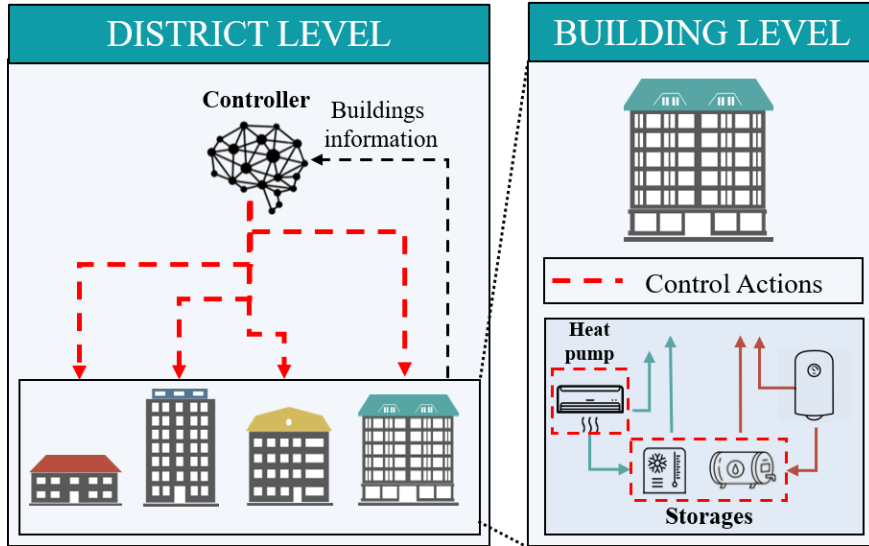 DISTRICT LEVEL
Controller
Buildings
information
BUILDING LEVEL
Control Actions
Heat
pump
Storages